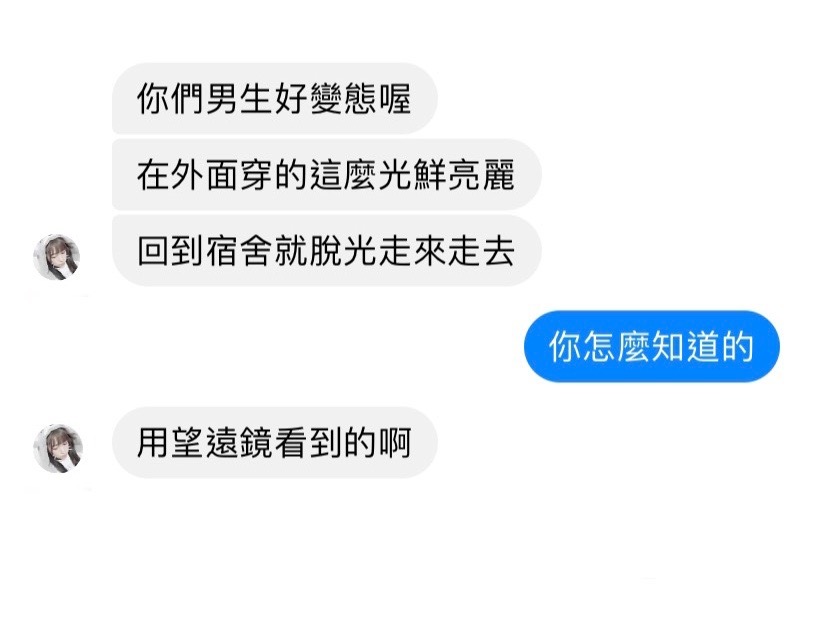 你們男生好變態喔
在外面穿的這麼光鮮亮麗
回到宿舍就脫光走來走去
你怎麼知道的
用望遠鏡看到的啊